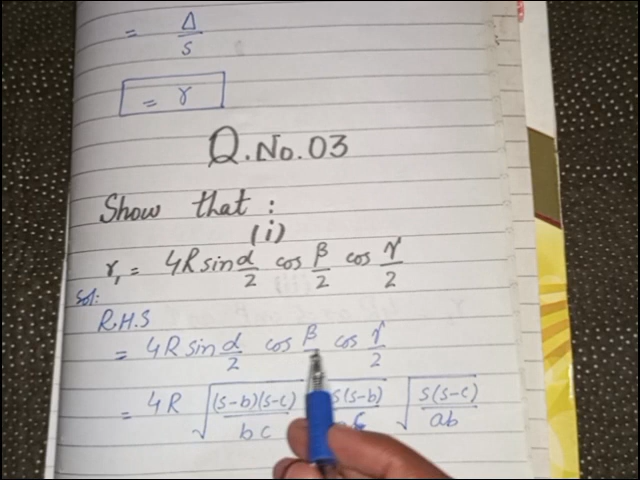 = Δ/s
= r
Q.No.03
Show that :
(i)
r₁ = 4R sin α/2 cos β/2 cos γ/2
Sol:
R.H.S
= 4R sin α/2 cos β/2 cos γ/2
= 4R √((s-b)(s-c)/bc) √(s(s-b)/ac) √(s(s-c)/ab)